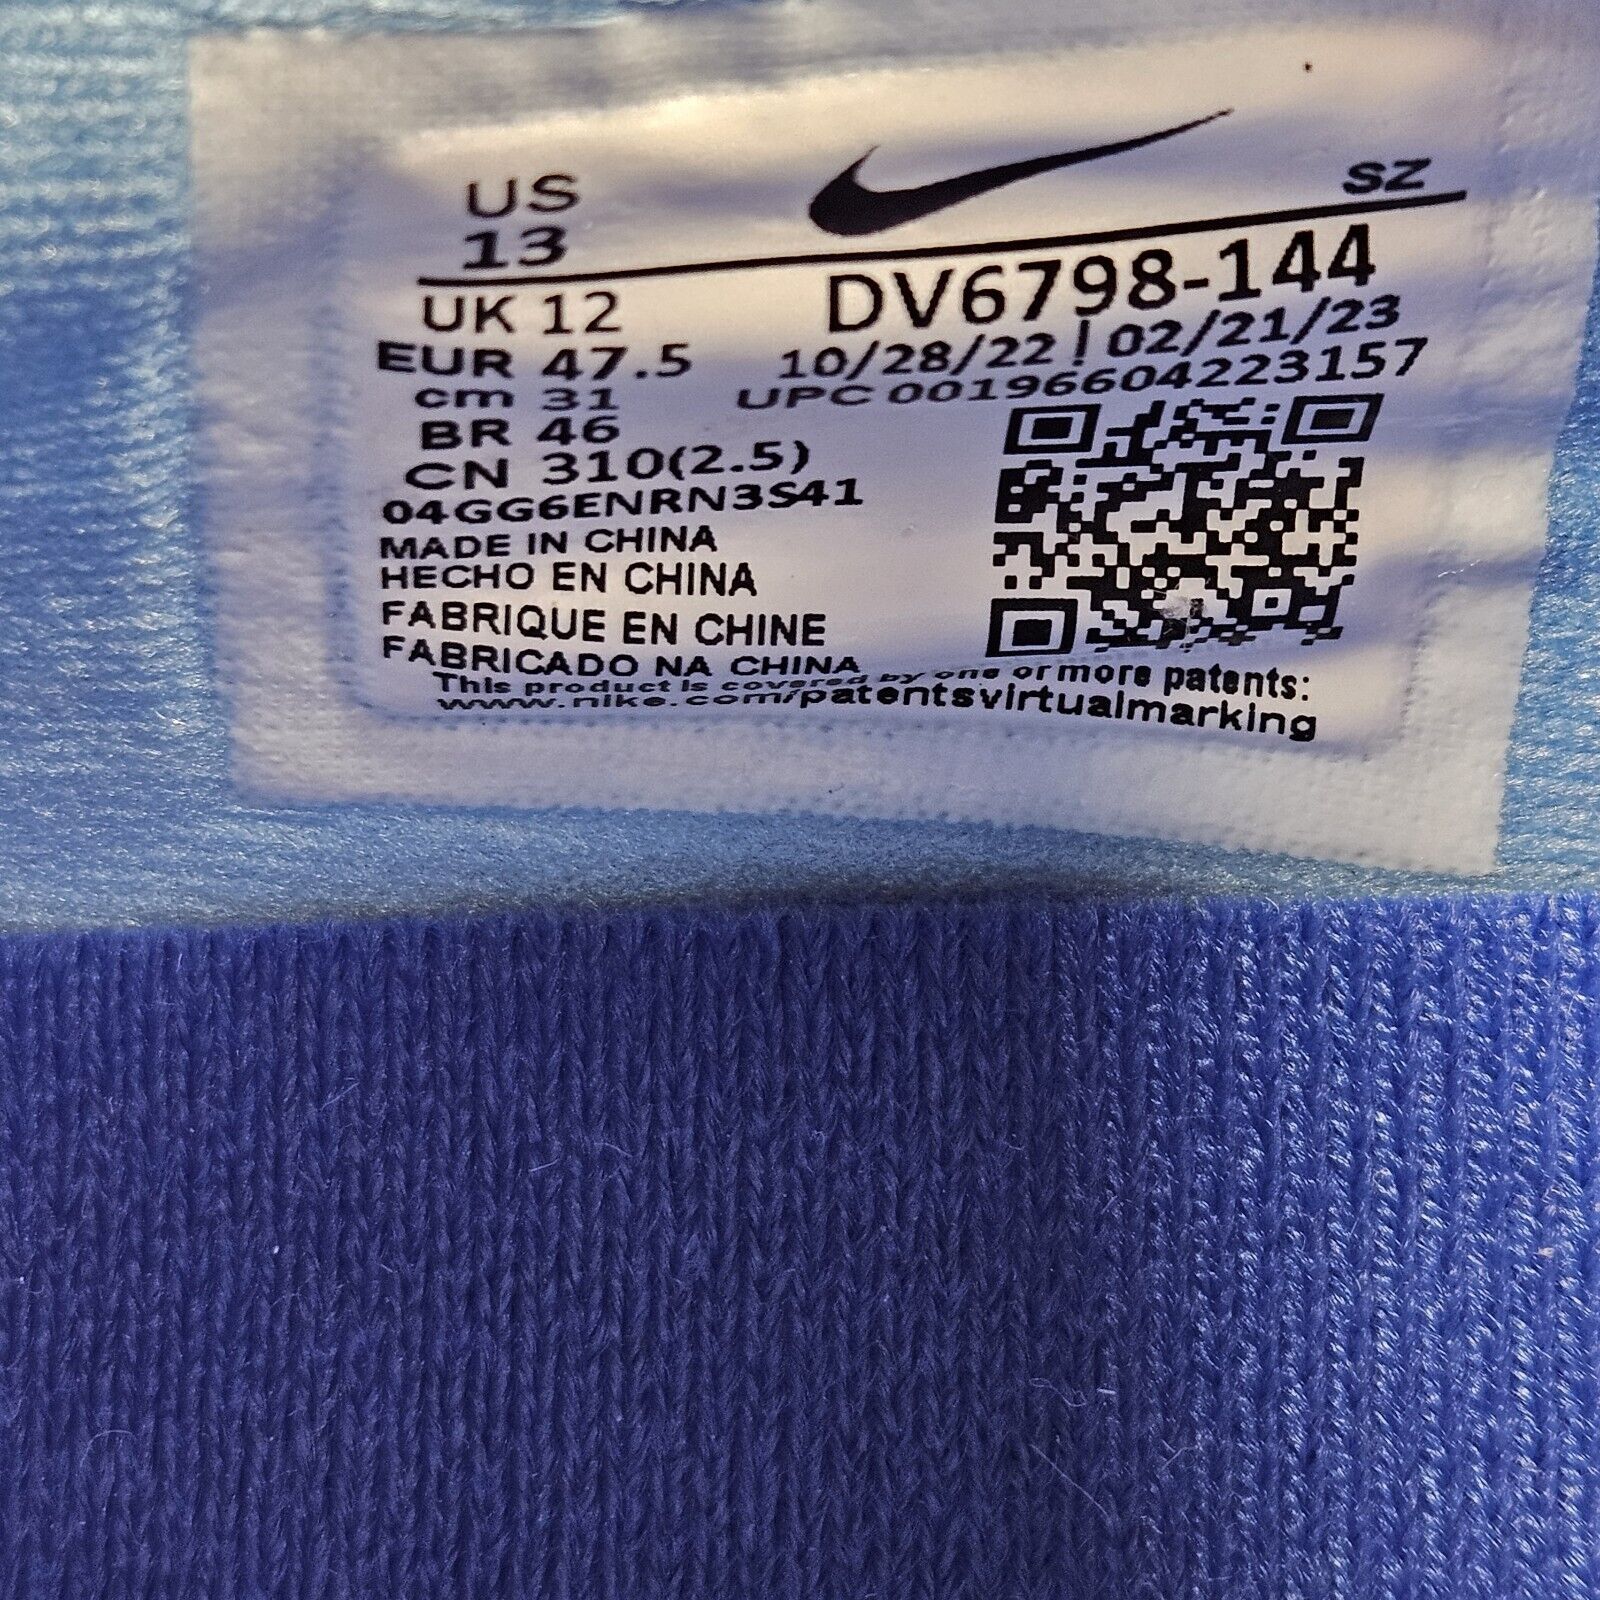 US
13
SZ
UK 12
DV6798-144
EUR 47.5
10/28/22 | 02/21/23
cm 31
UPC 00196604223157
BR 46
CN 310(2.5)
04GG6ENRN3S41
MADE IN CHINA
HECHO EN CHINA
FABRIQUE EN CHINE
FABRICADO NA CHINA
This product is covered by one or more patents:
www.nike.com/patentsvirtualmarking